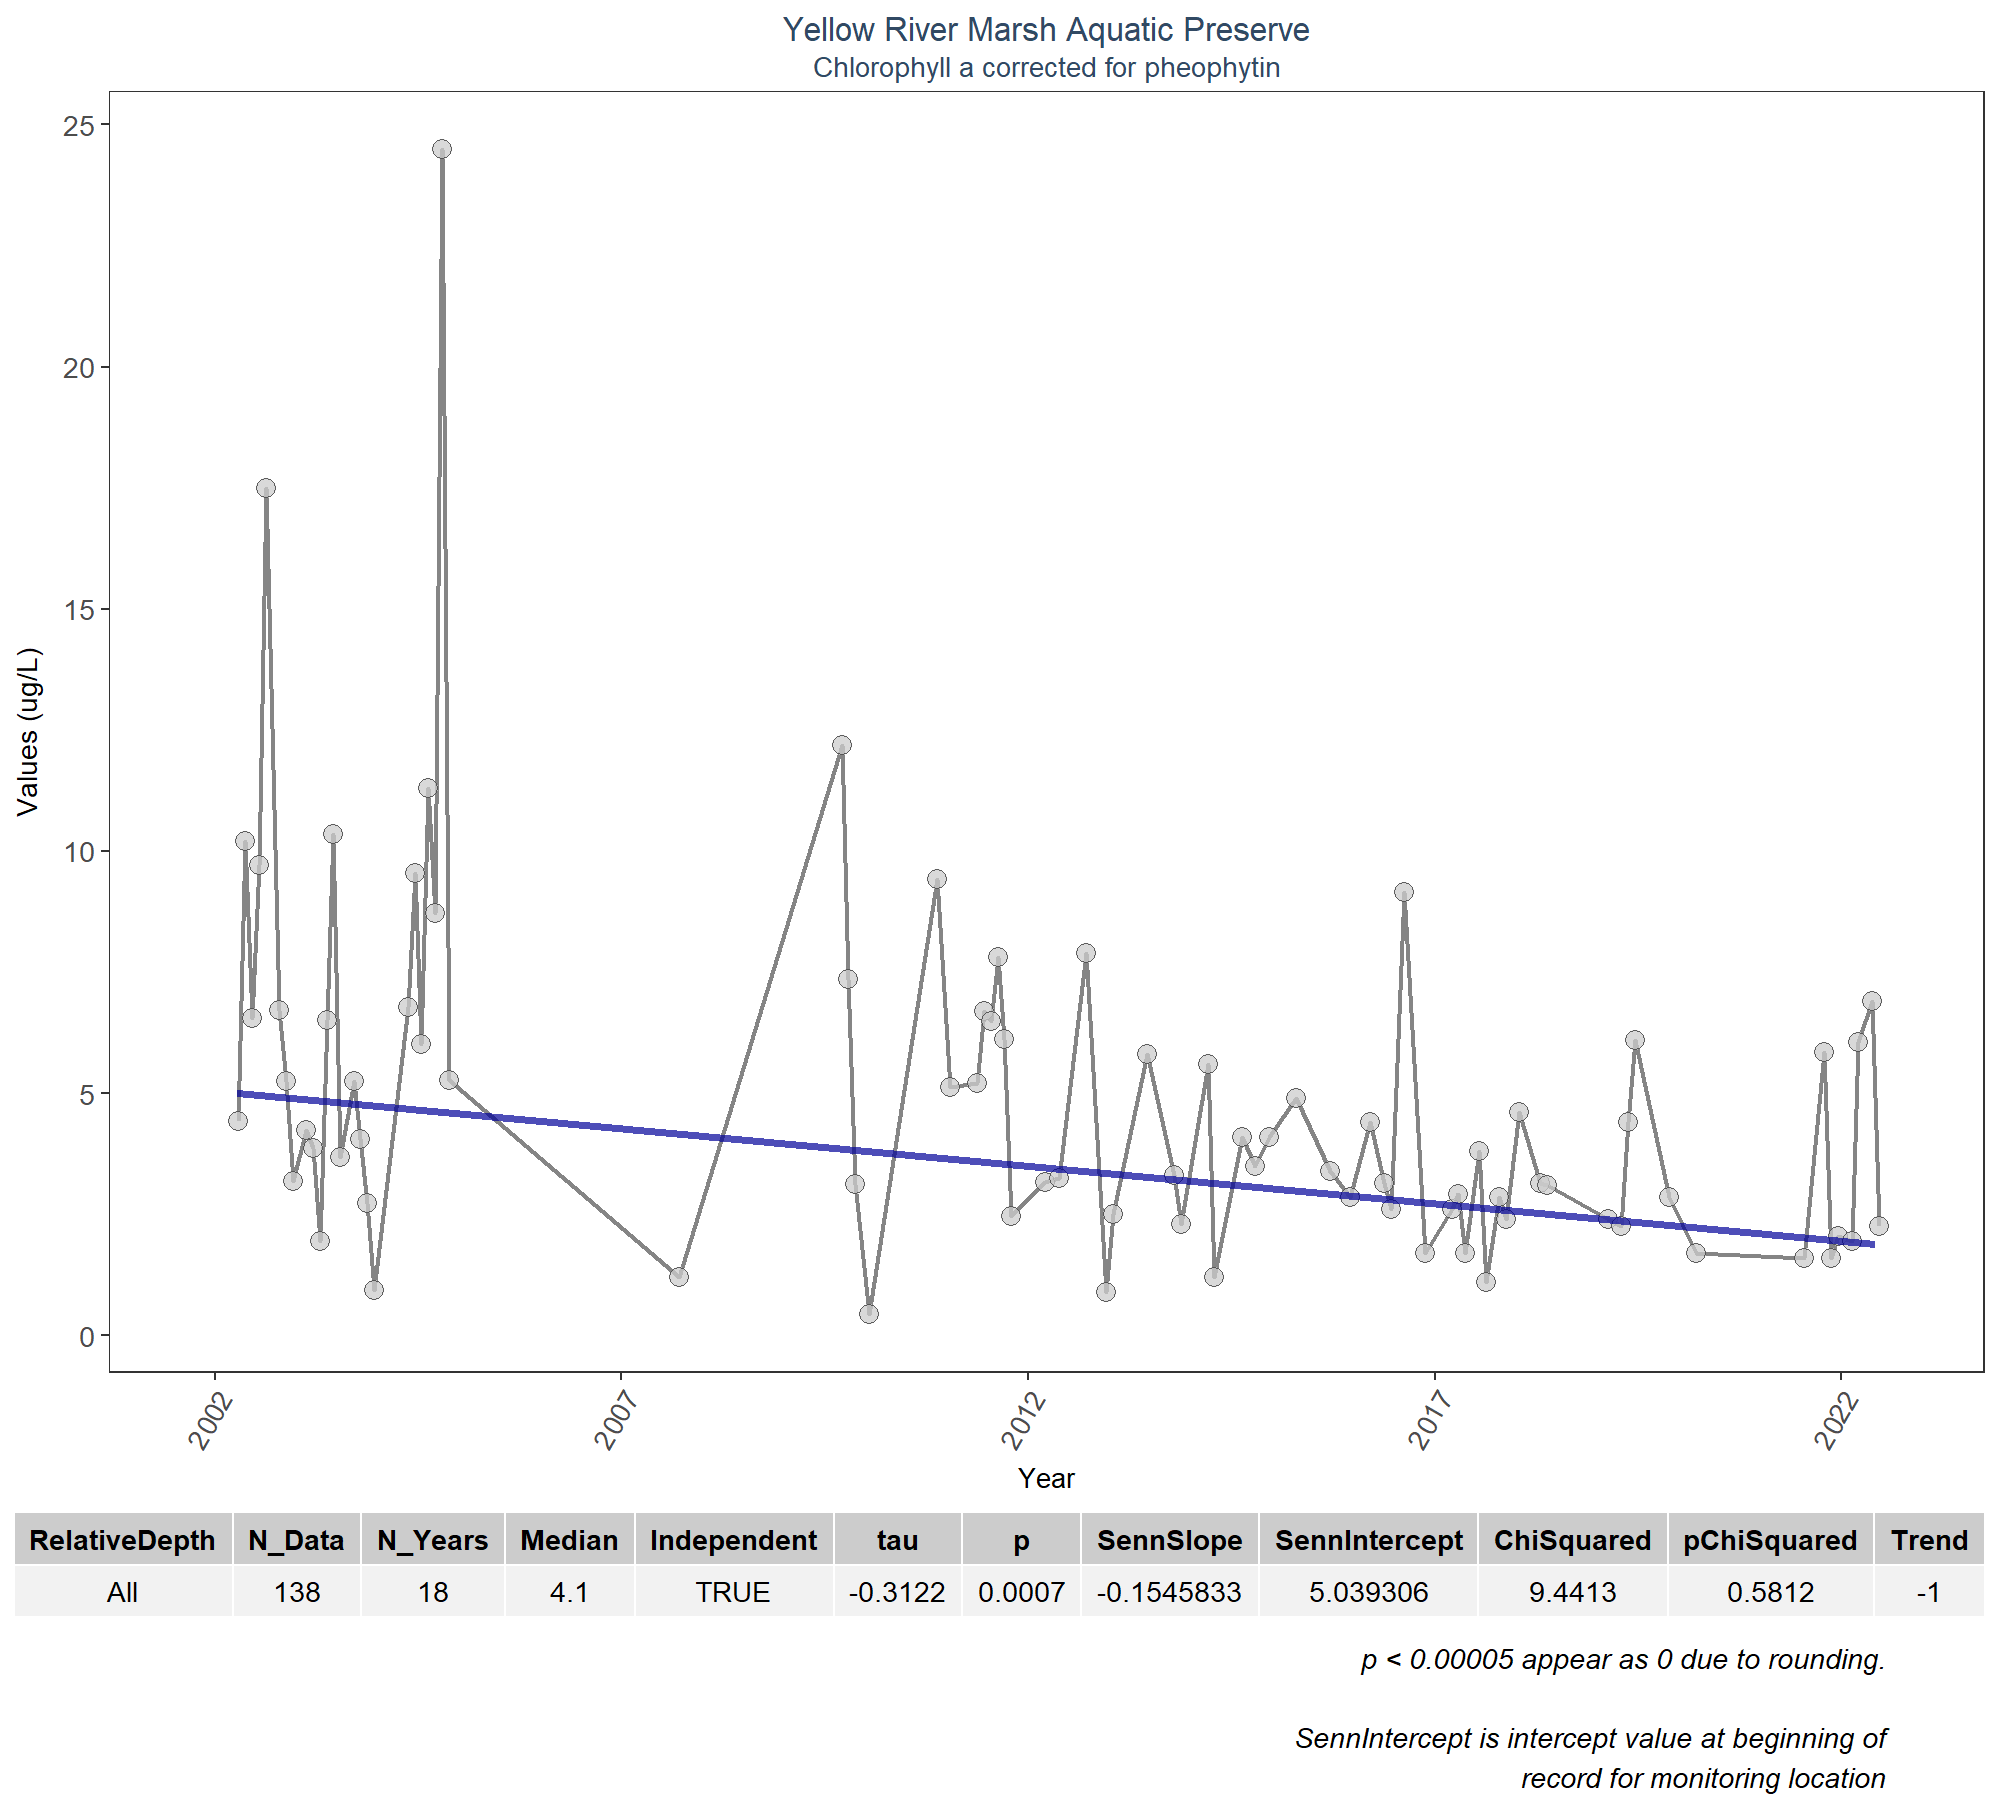 Yellow River Marsh Aquatic Preserve
Chlorophyll a corrected for pheophytin
25
20
15
10
5
0
Values (ug/L)
2002
2007
2012
2017
2022
Year
RelativeDepth N_Data N_Years Median Independent tau p SennSlope SennIntercept ChiSquared pChiSquared Trend
All 138 18 4.1 TRUE -0.3122 0.0007 -0.1545833 5.039306 9.4413 0.5812 -1
p < 0.00005 appear as 0 due to rounding.
SennIntercept is intercept value at beginning of
record for monitoring location